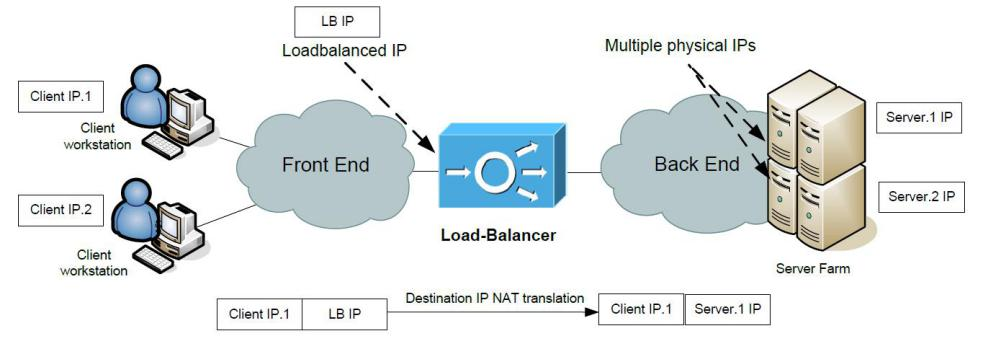 LB IP
Loadbalanced IP
Multiple physical IPs
Client IP.1
Client
workstation
Front End
Back End
Server.1 IP
Client IP.2
Client
workstation
Load-Balancer
Server.2 IP
Server Farm
Client IP.1
LB IP
Destination IP NAT translation
Client IP.1
Server.1 IP